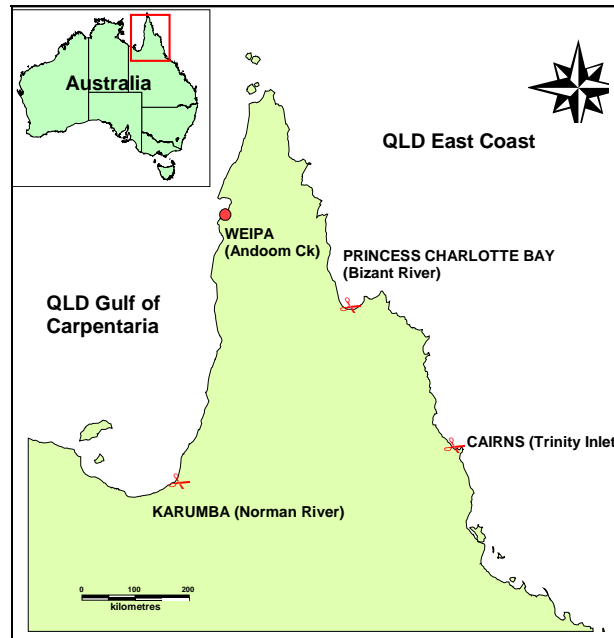 Australia
QLD East Coast
WEIPA
(Andoom Ck)
PRINCESS CHARLOTTE BAY
(Bizant River)
QLD Gulf of
Carpentaria
CAIRNS (Trinity Inlet
KARUMBA (Norman River)
0 100 200
kilometres